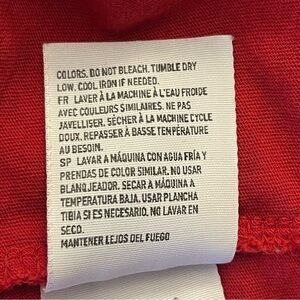 COLORS. DO NOT BLEACH. TUMBLE DRY
LOW. COOL IRON IF NEEDED.
FR LAVER À LA MACHINE À L'EAU FROIDE
AVEC COULEURS SIMILAIRES. NE PAS
JAVELLISER. SÉCHER À LA MACHINE CYCLE
DOUX. REPASSER À BASSE TEMPÉRATURE
AU BESOIN.
SP LAVAR A MÁQUINA CON AGUA FRÍA Y
PRENDAS DE COLOR SIMILAR. NO USAR
BLANQUEADOR. SECAR A MÁQUINA A
TEMPERATURA BAJA. USAR PLANCHA
TIBIA SI ES NECESARIO. NO LAVAR EN
SECO.
MANTENER LEJOS DEL FUEGO